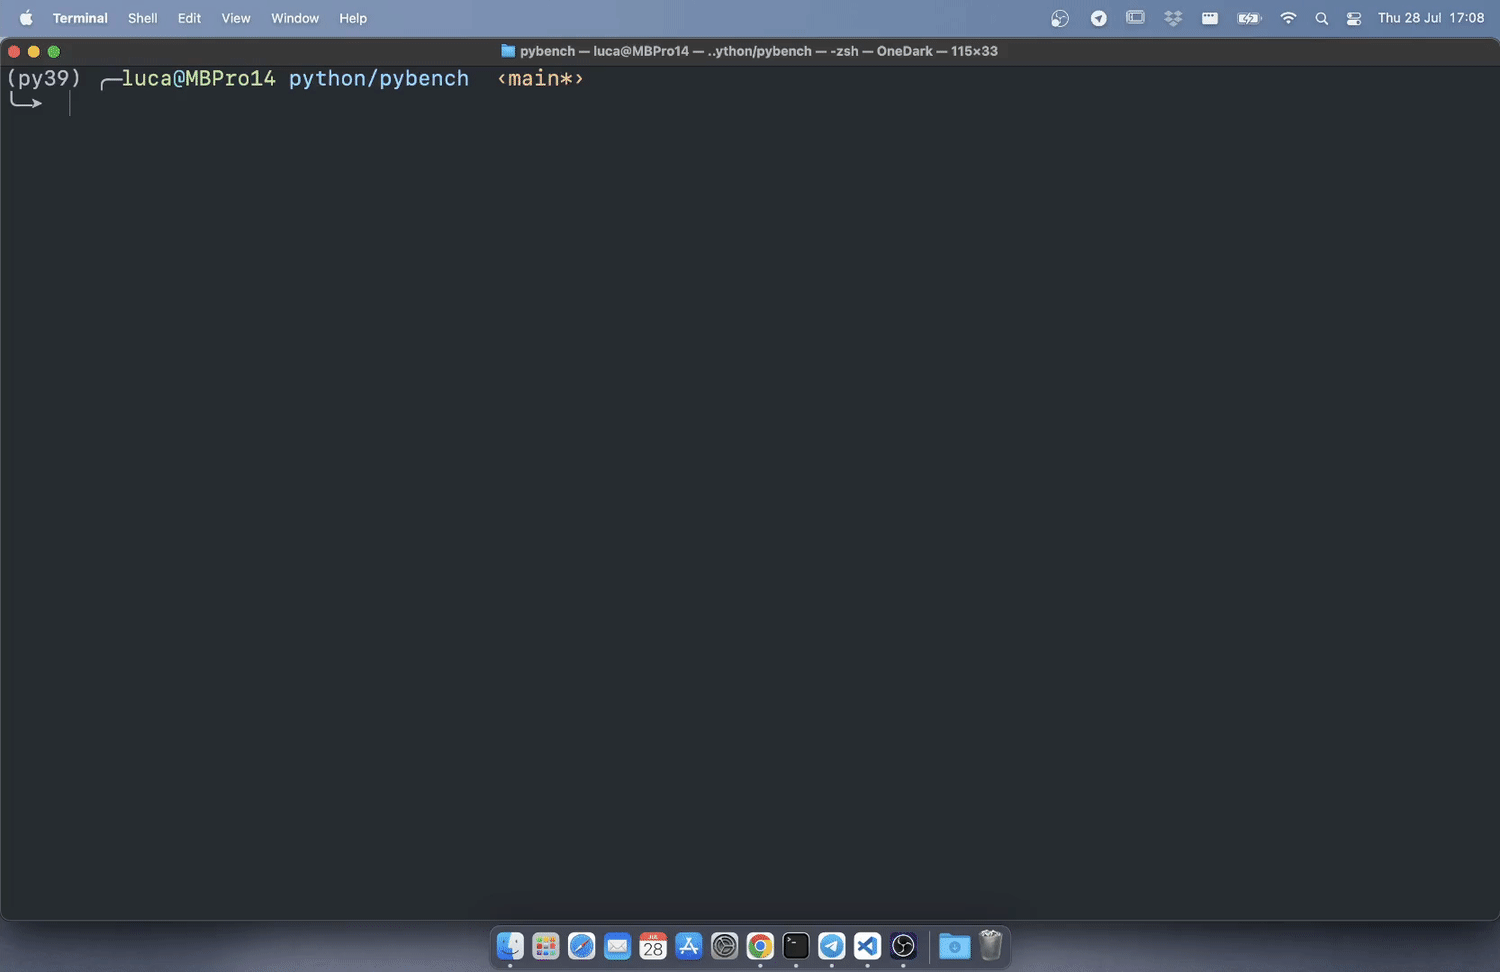 Terminal Shell Edit View Window Help Thu 28 Jul 17:08
pybench — luca@MBPro14 — ..ython/pybench — -zsh — OneDark — 115×33
(py39) ╭─luca@MBPro14 python/pybench ‹main*›
╰─➤
JUL
28